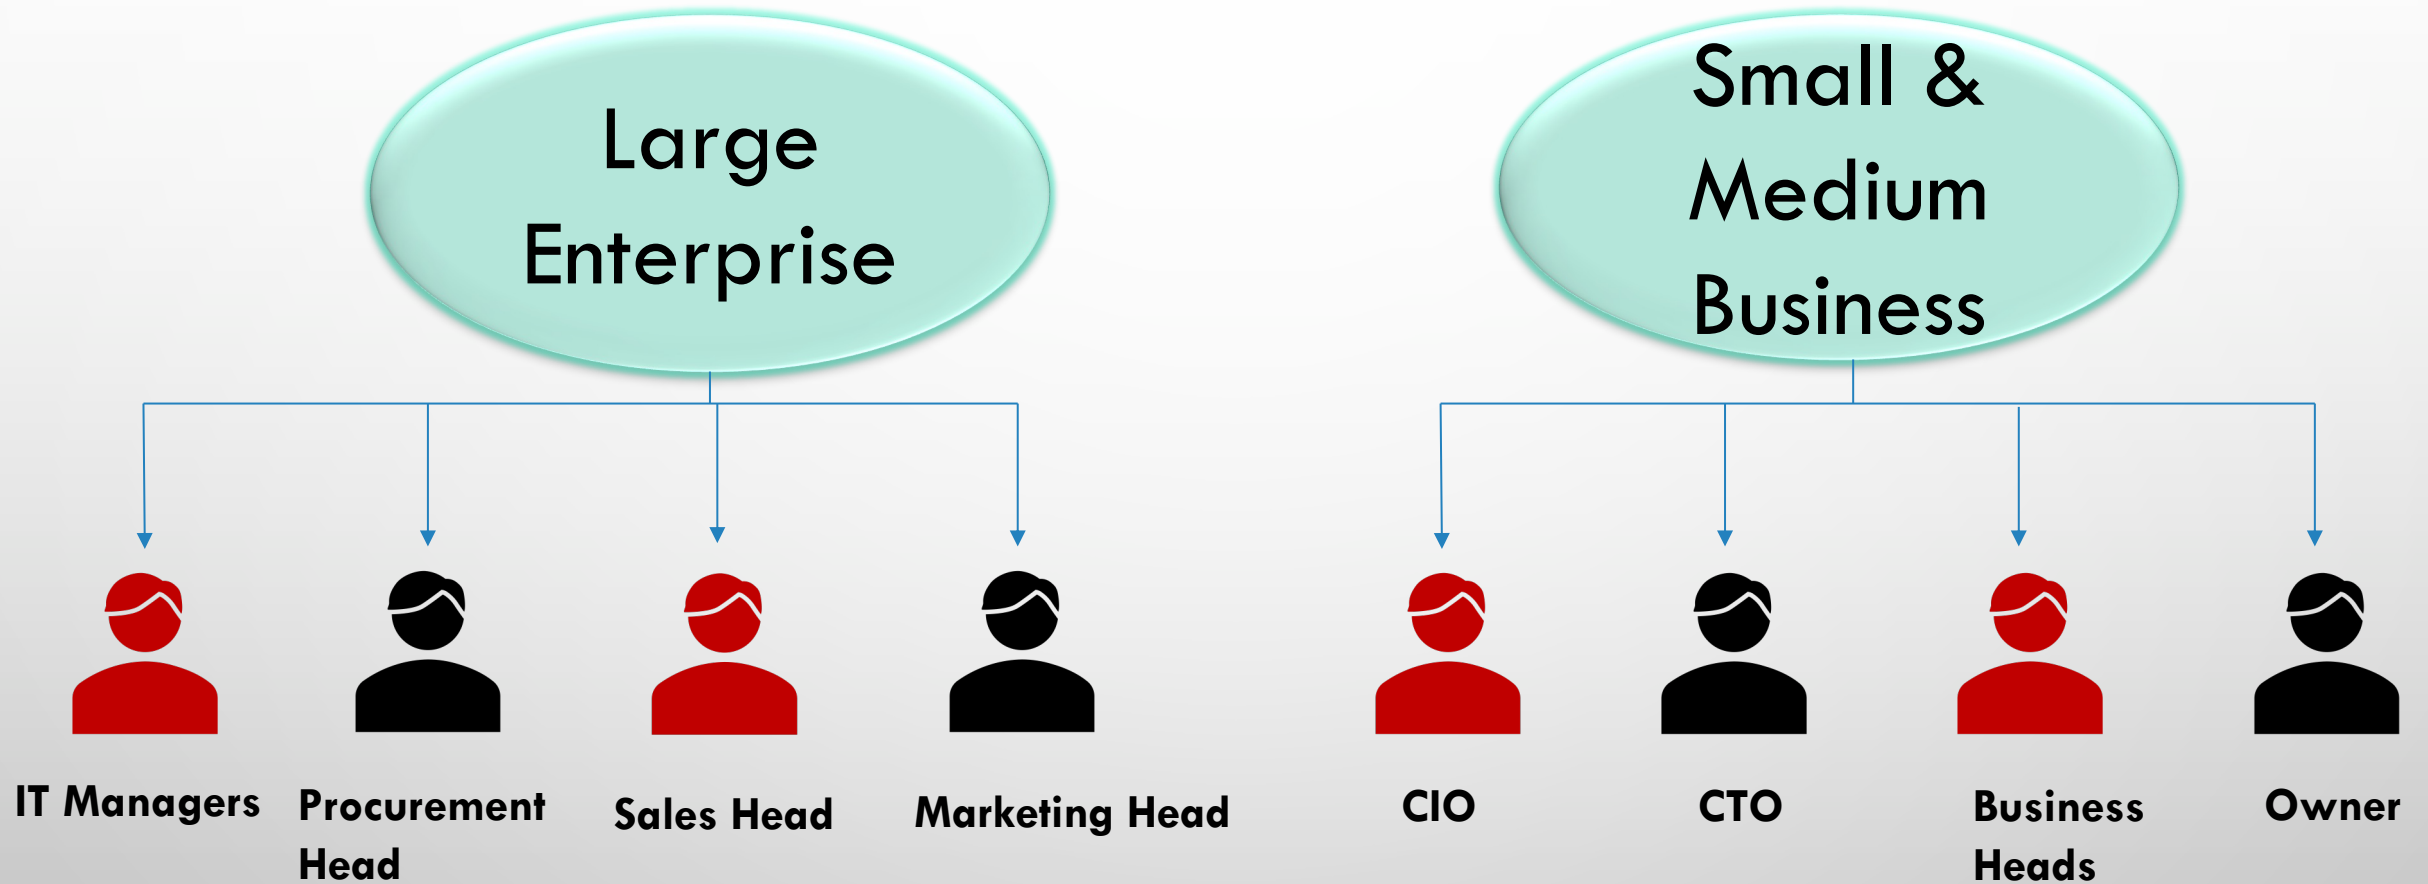 Large
Enterprise
Small &
Medium
Business
IT Managers
Procurement
Head
Sales Head
Marketing Head
CIO
CTO
Business
Heads
Owner